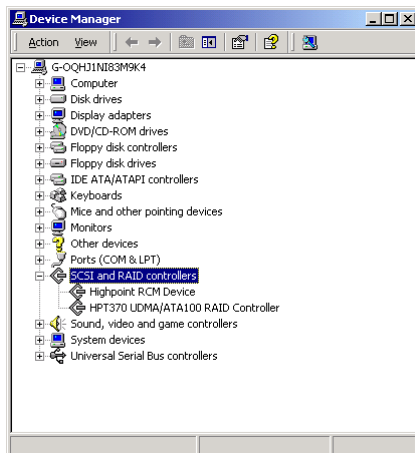 Device Manager
Action View
G-OQHJ1NI83M9K4
Computer
Disk drives
Display adapters
DVD/CD-ROM drives
Floppy disk controllers
Floppy disk drives
IDE ATA/ATAPI controllers
Keyboards
Mice and other pointing devices
Monitors
Other devices
Ports (COM & LPT)
SCSI and RAID controllers
Highpoint RCM Device
HPT370 UDMA/ATA100 RAID Controller
Sound, video and game controllers
System devices
Universal Serial Bus controllers